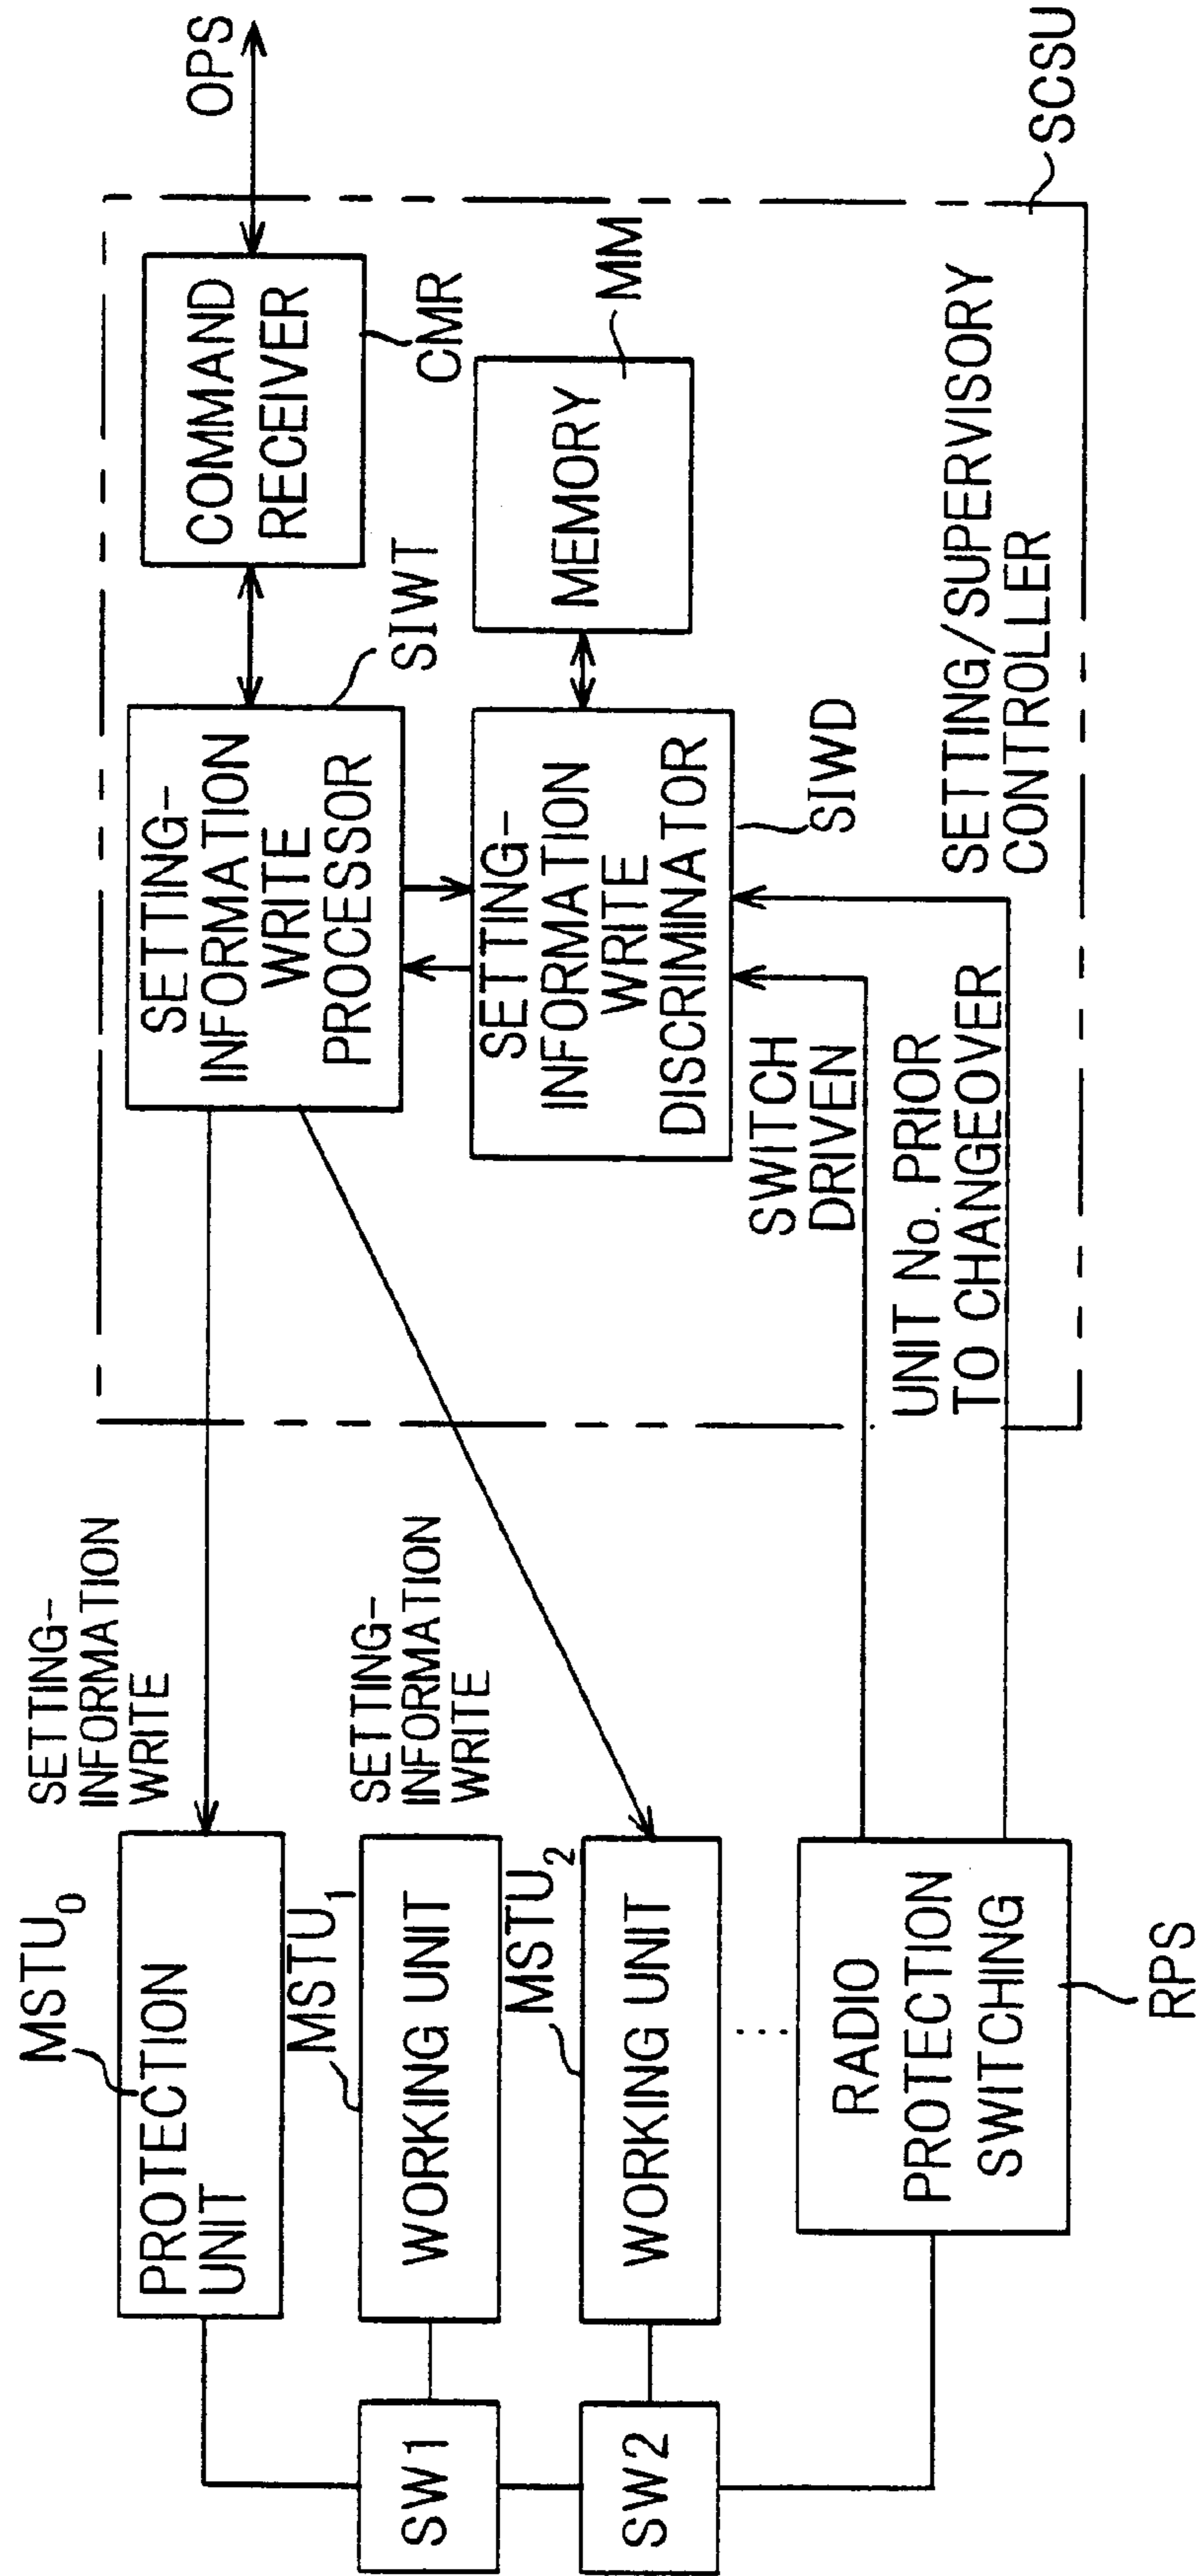 MSTU0
PROTECTION
UNIT
SETTING-
INFORMATION
WRITE
MSTU1
WORKING UNIT
SETTING-
INFORMATION
WRITE
MSTU2
WORKING UNIT
SW1
SW2
RADIO
PROTECTION
SWITCHING
RPS
SETTING-
INFORMATION
WRITE
PROCESSOR
SIWT
COMMAND
RECEIVER
CMR
OPS
SETTING-
INFORMATION
WRITE
DISCRIMINATOR
SIWD
MEMORY
MM
SWITCH
DRIVEN
UNIT No. PRIOR
TO CHANGEOVER
SETTING/SUPERVISORY
CONTROLLER
SCSU